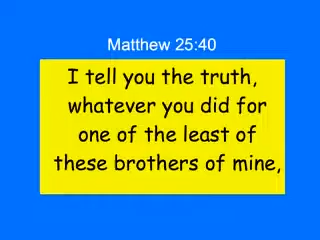 Matthew 25:40
I tell you the truth,
whatever you did for
one of the least of
these brothers of mine,